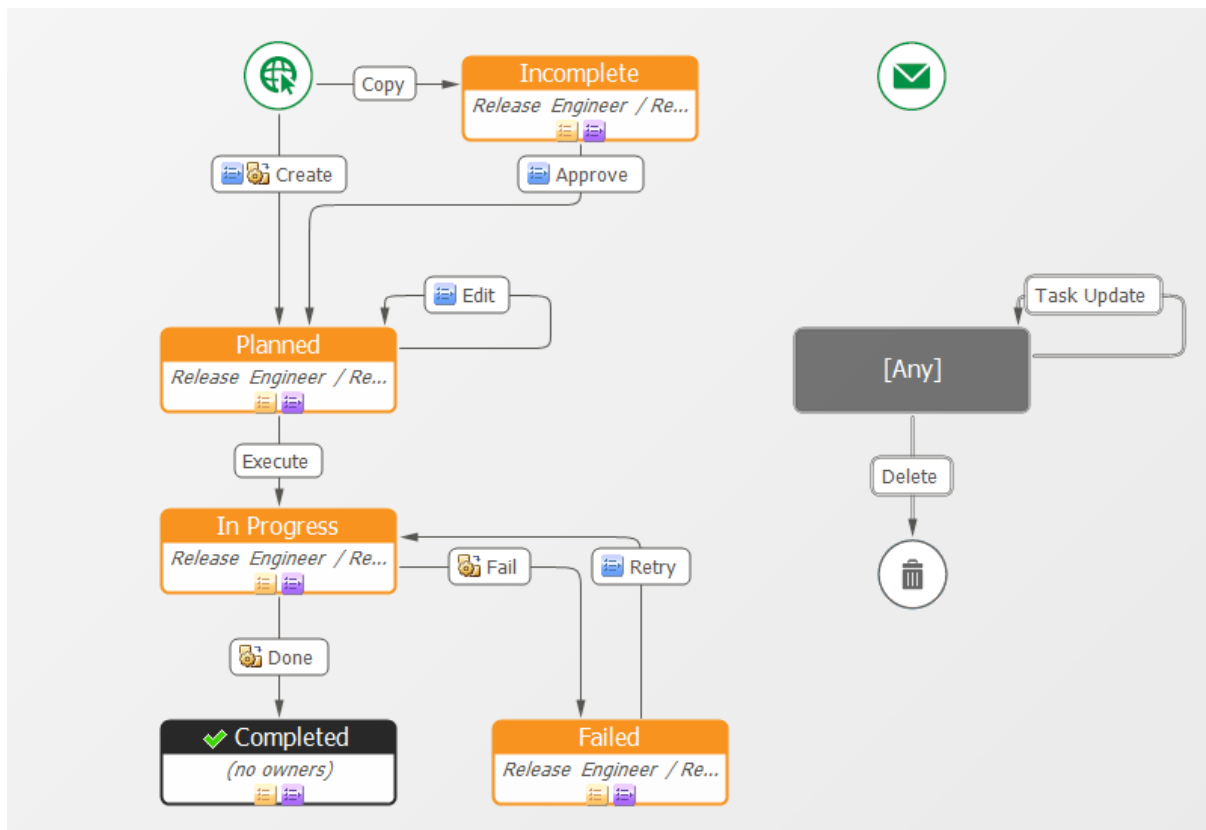 Copy
Incomplete
Release Engineer / Re...
Create
Approve
Edit
Task Update
Planned
Release Engineer / Re...
[Any]
Execute
Delete
In Progress
Release Engineer / Re...
Fail
Retry
Done
Completed
(no owners)
Failed
Release Engineer / Re...